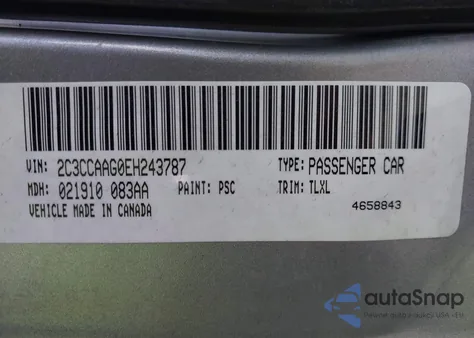 VIN: 2C3CCAAG0EH243787 TYPE: PASSENGER CAR
MDH: 021910 083AA PAINT: PSC TRIM: TLXL
VEHICLE MADE IN CANADA 4658843
autoSnap